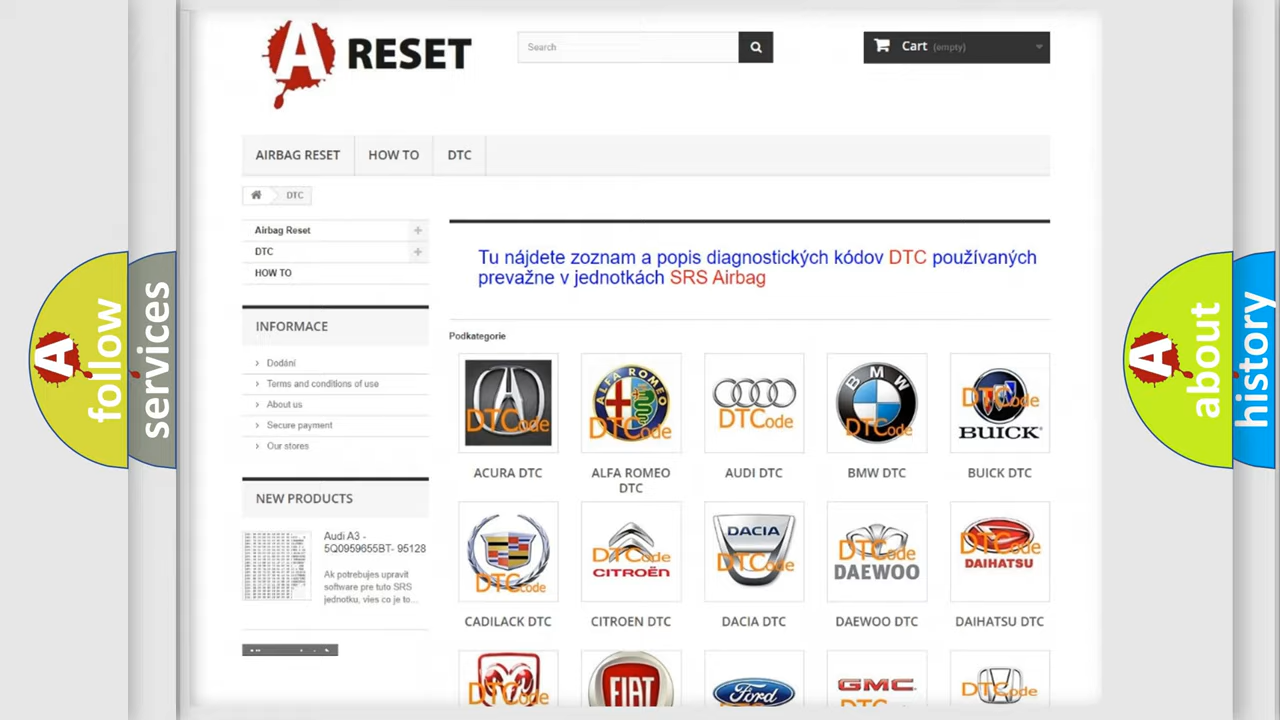 A RESET
Search
Cart (empty)
AIRBAG RESET
HOW TO
DTC
DTC
Airbag Reset
DTC
HOW TO
INFORMACE
Dodání
Terms and conditions of use
About us
Secure payment
Our stores
NEW PRODUCTS
Audi A3 -
5Q0959655BT- 95128
Ak potrebujes upravit
software pre tuto SRS
jednotku, vies co je to...
Tu nájdete zoznam a popis diagnostických kódov DTC používaných
prevažne v jednotkách SRS Airbag
Podkategorie
DTCode
ALFA ROMEO
DTCode
DTCode
BMW
DTCode
DTCode
BUICK
ACURA DTC
ALFA ROMEO
DTC
AUDI DTC
BMW DTC
BUICK DTC
DTCode
DTCode
CITROËN
DACIA
DTCode
DTCode
DAEWOO
DTCode
DAIHATSU
CADILACK DTC
CITROEN DTC
DACIA DTC
DAEWOO DTC
DAIHATSU DTC
DTCode
FIAT
Ford
GMC
DTCode
A follow
services
A about
history